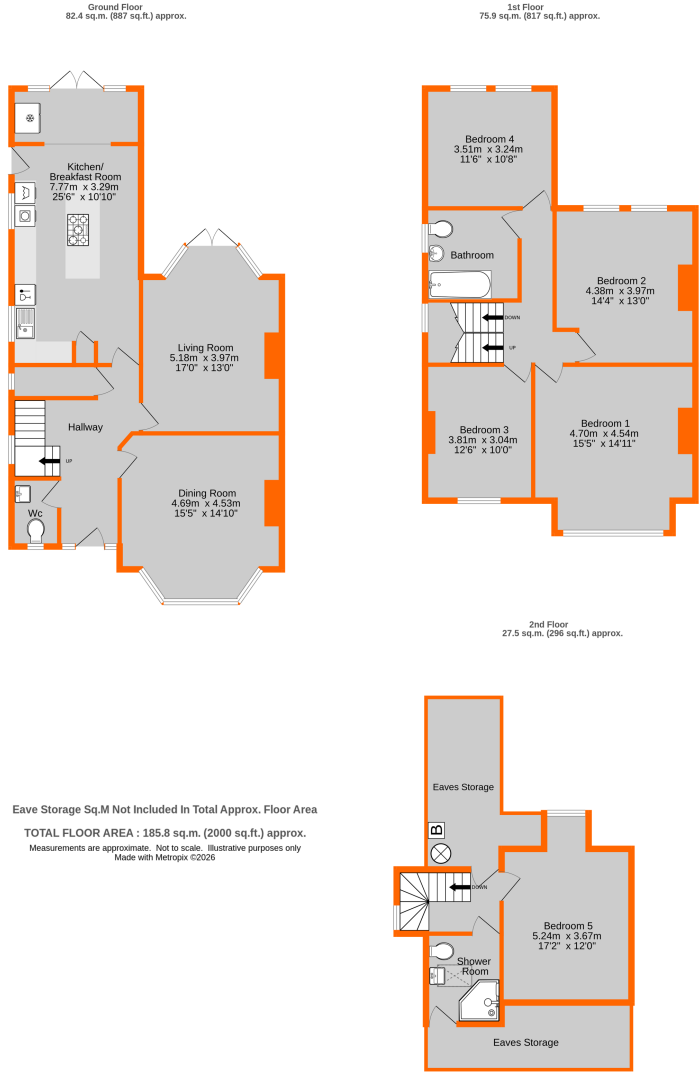 Ground Floor
82.4 sq.m. (887 sq.ft.) approx.
Kitchen/
Breakfast Room
7.77m x 3.29m
25'6" x 10'10"
Living Room
5.18m x 3.97m
17'0" x 13'0"
Hallway
UP
Wc
Dining Room
4.69m x 4.53m
15'5" x 14'10"
1st Floor
75.9 sq.m. (817 sq.ft.) approx.
Bedroom 4
3.51m x 3.24m
11'6" x 10'8"
Bathroom
Bedroom 2
4.38m x 3.97m
14'4" x 13'0"
DOWN
UP
Bedroom 3
3.81m x 3.04m
12'6" x 10'0"
Bedroom 1
4.70m x 4.54m
15'5" x 14'11"
2nd Floor
27.5 sq.m. (296 sq.ft.) approx.
Eaves Storage
B
DOWN
Bedroom 5
5.24m x 3.67m
17'2" x 12'0"
Shower
Room
Eaves Storage
Eave Storage Sq.M Not Included In Total Approx. Floor Area
TOTAL FLOOR AREA : 185.8 sq.m. (2000 sq.ft.) approx.
Measurements are approximate. Not to scale. Illustrative purposes only
Made with Metropix ©2026